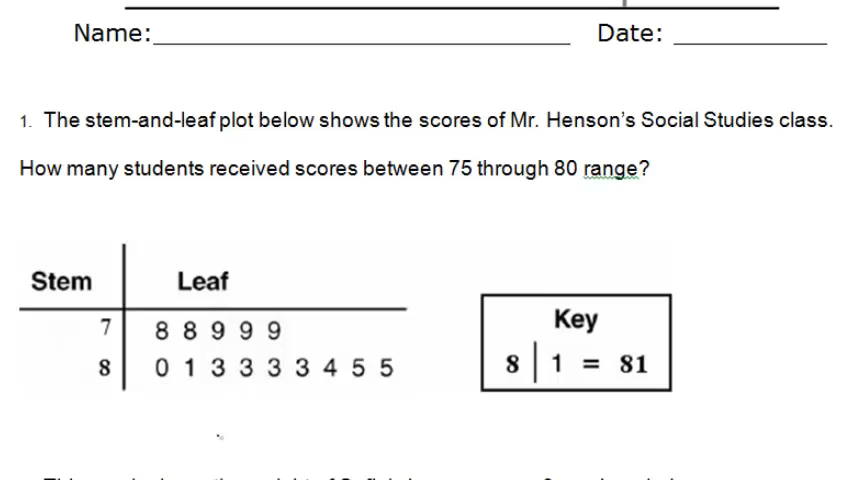 Name: Date:
1. The stem-and-leaf plot below shows the scores of Mr. Henson's Social Studies class.
How many students received scores between 75 through 80 range?
Stem Leaf
7 8 8 9 9 9
8 0 1 3 3 3 3 4 5 5
Key
8 | 1 = 81